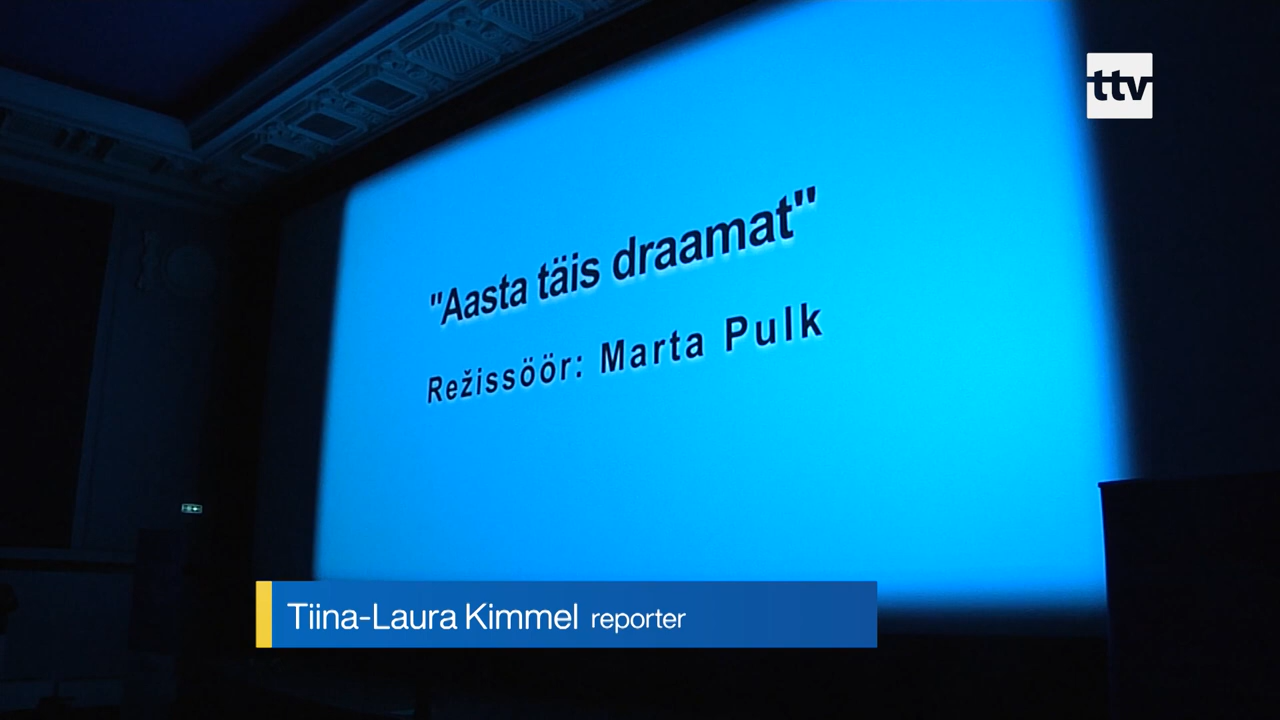 ttv
"Aasta täis draamat"
Režissöör: Marta Pulk
Tiina-Laura Kimmel reporter